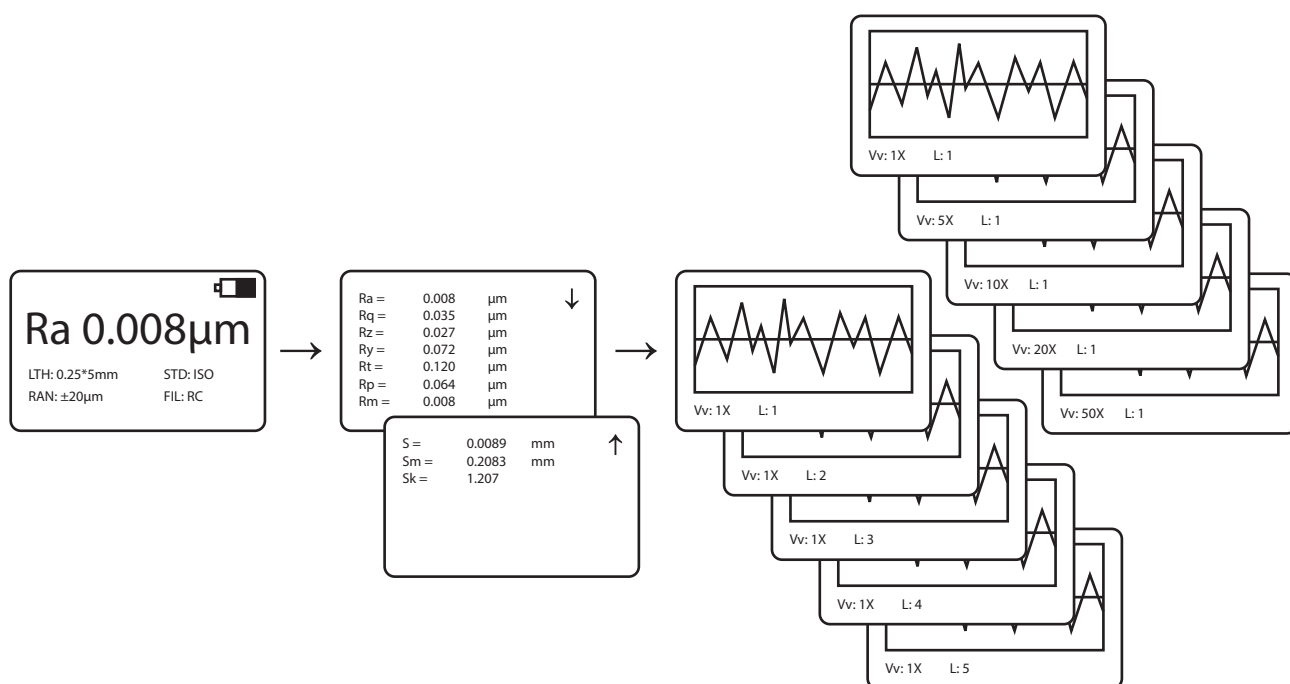 Ra 0.008µm
LTH: 0.25*5mm STD: ISO
RAN: ±20µm FIL: RC
Ra = 0.008 µm
Rq = 0.035 µm
Rz = 0.027 µm
Ry = 0.072 µm
Rt = 0.120 µm
Rp = 0.064 µm
Rm = 0.008 µm
S = 0.0089 mm
Sm = 0.2083 mm
Sk = 1.207
Vv: 1X L: 1
Vv: 1X L: 2
Vv: 1X L: 3
Vv: 1X L: 4
Vv: 1X L: 5
Vv: 1X L: 1
Vv: 5X L: 1
Vv: 10X L: 1
Vv: 20X L: 1
Vv: 50X L: 1